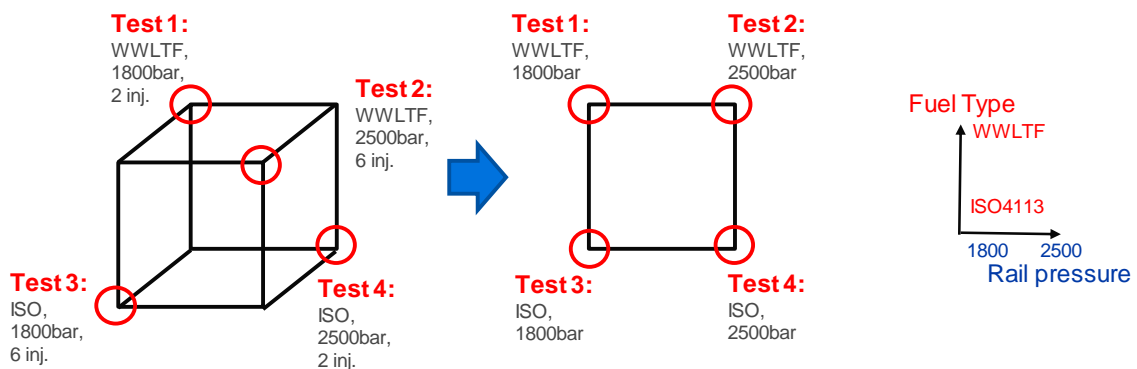 Test 1:
WWLTF,
1800bar,
2 inj.
Test 2:
WWLTF,
2500bar,
6 inj.
Test 3:
ISO,
1800bar,
6 inj.
Test 4:
ISO,
2500bar,
2 inj.
Test 1:
WWLTF,
1800bar
Test 2:
WWLTF,
2500bar
Test 3:
ISO,
1800bar
Test 4:
ISO,
2500bar
Fuel Type
WWLTF
ISO4113
1800 2500
Rail pressure